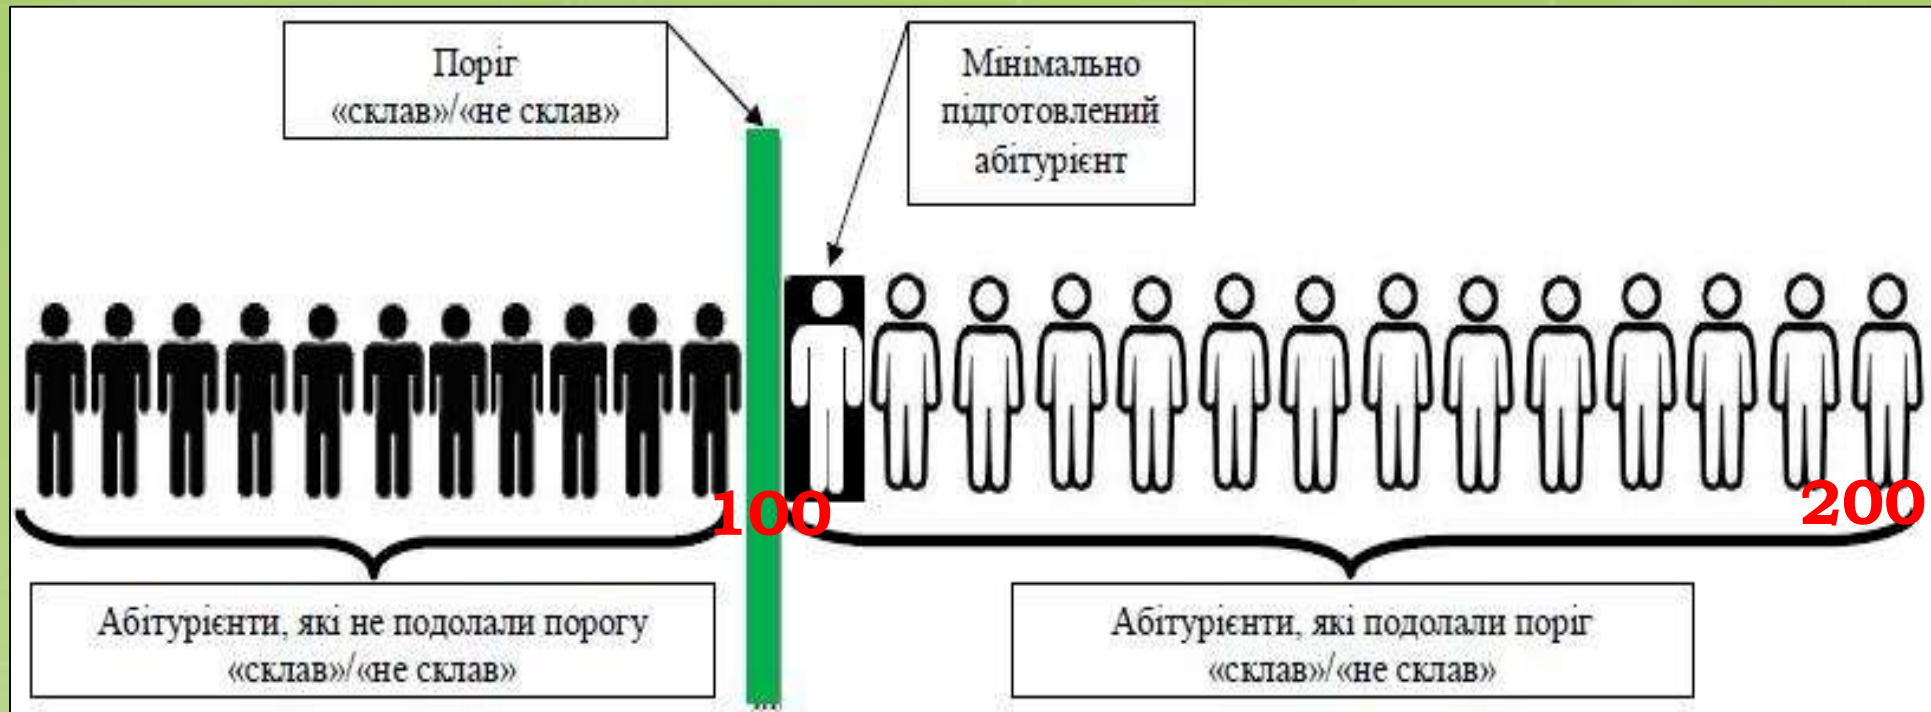 Поріг
«склав»/«не склав»
Мінімально
підготовлений
абітурієнт
100
200
Абітурієнти, які не подолали порогу
«склав»/«не склав»
Абітурієнти, які подолали поріг
«склав»/«не склав»